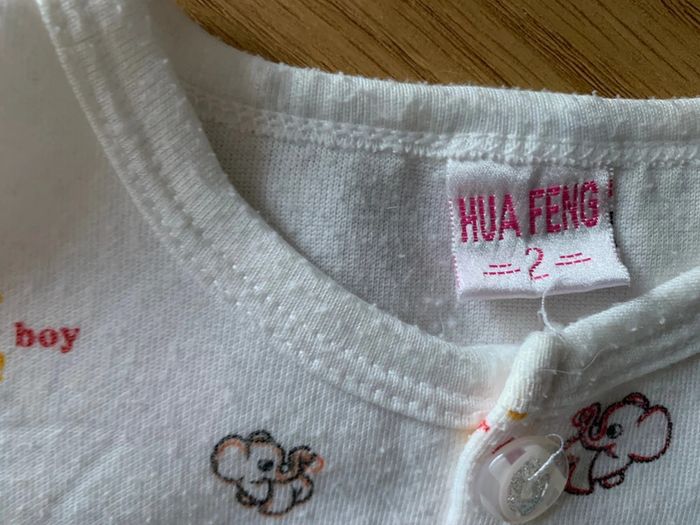 HUA FENG
= 2 =
boy